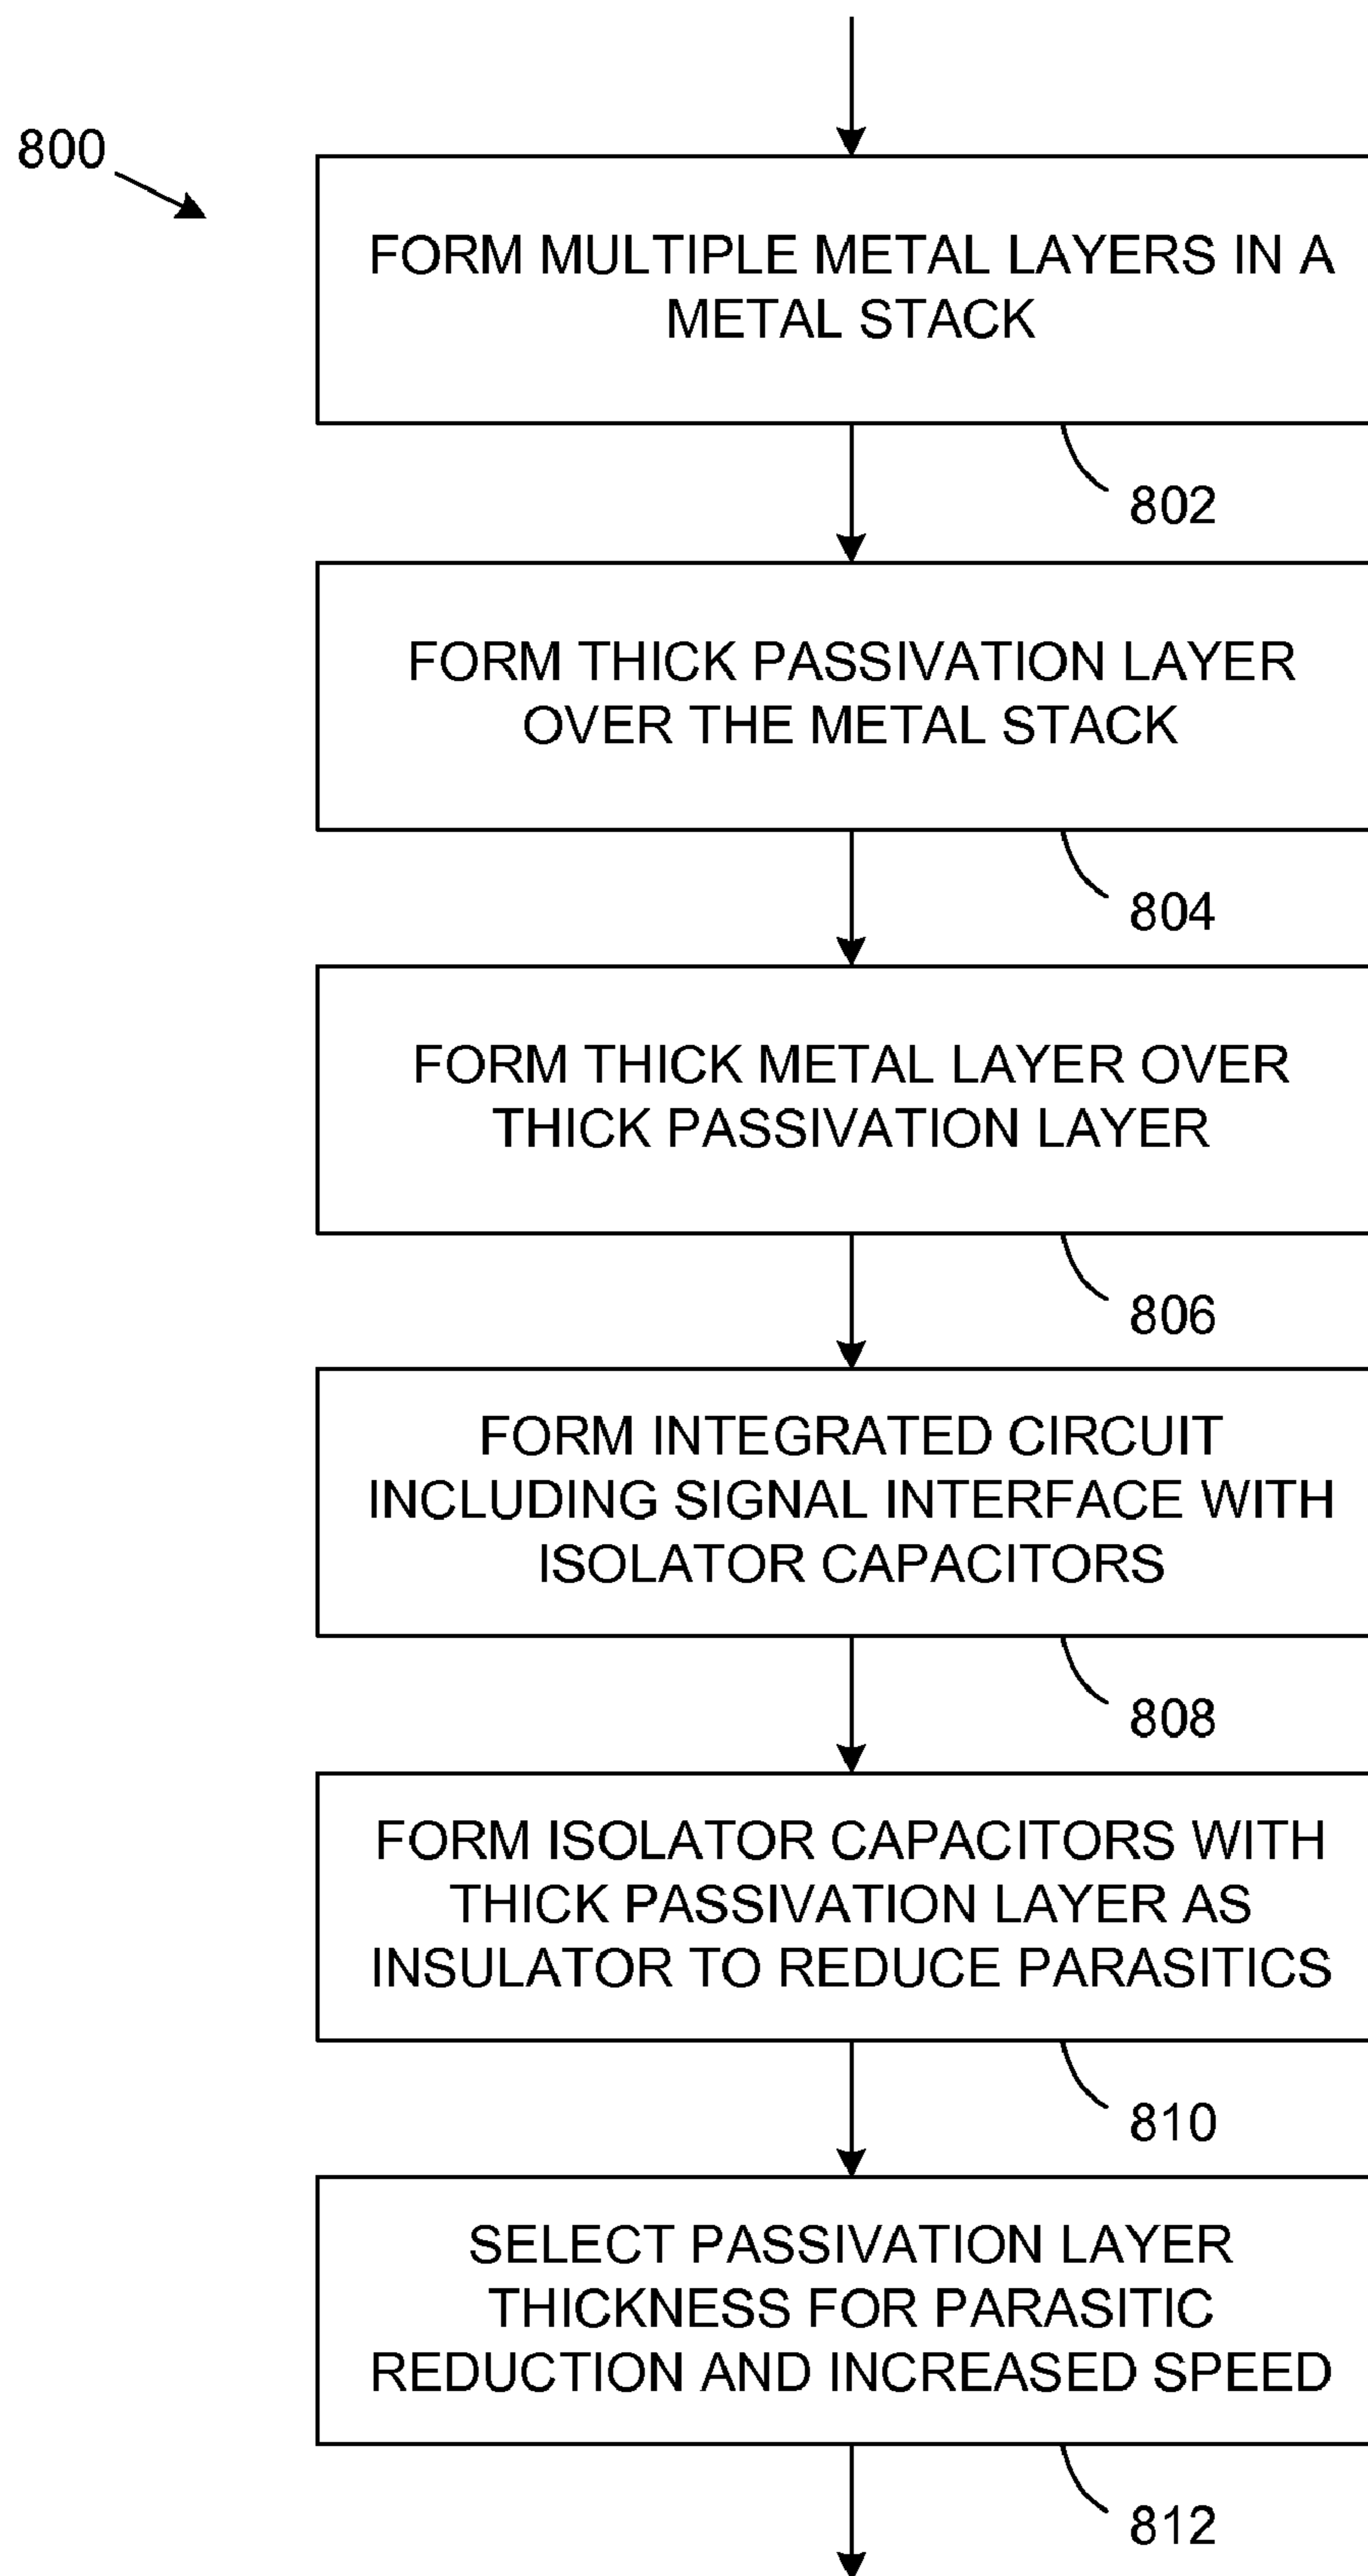 800
FORM MULTIPLE METAL LAYERS IN A
METAL STACK
802
FORM THICK PASSIVATION LAYER
OVER THE METAL STACK
804
FORM THICK METAL LAYER OVER
THICK PASSIVATION LAYER
806
FORM INTEGRATED CIRCUIT
INCLUDING SIGNAL INTERFACE WITH
ISOLATOR CAPACITORS
808
FORM ISOLATOR CAPACITORS WITH
THICK PASSIVATION LAYER AS
INSULATOR TO REDUCE PARASITICS
810
SELECT PASSIVATION LAYER
THICKNESS FOR PARASITIC
REDUCTION AND INCREASED SPEED
812